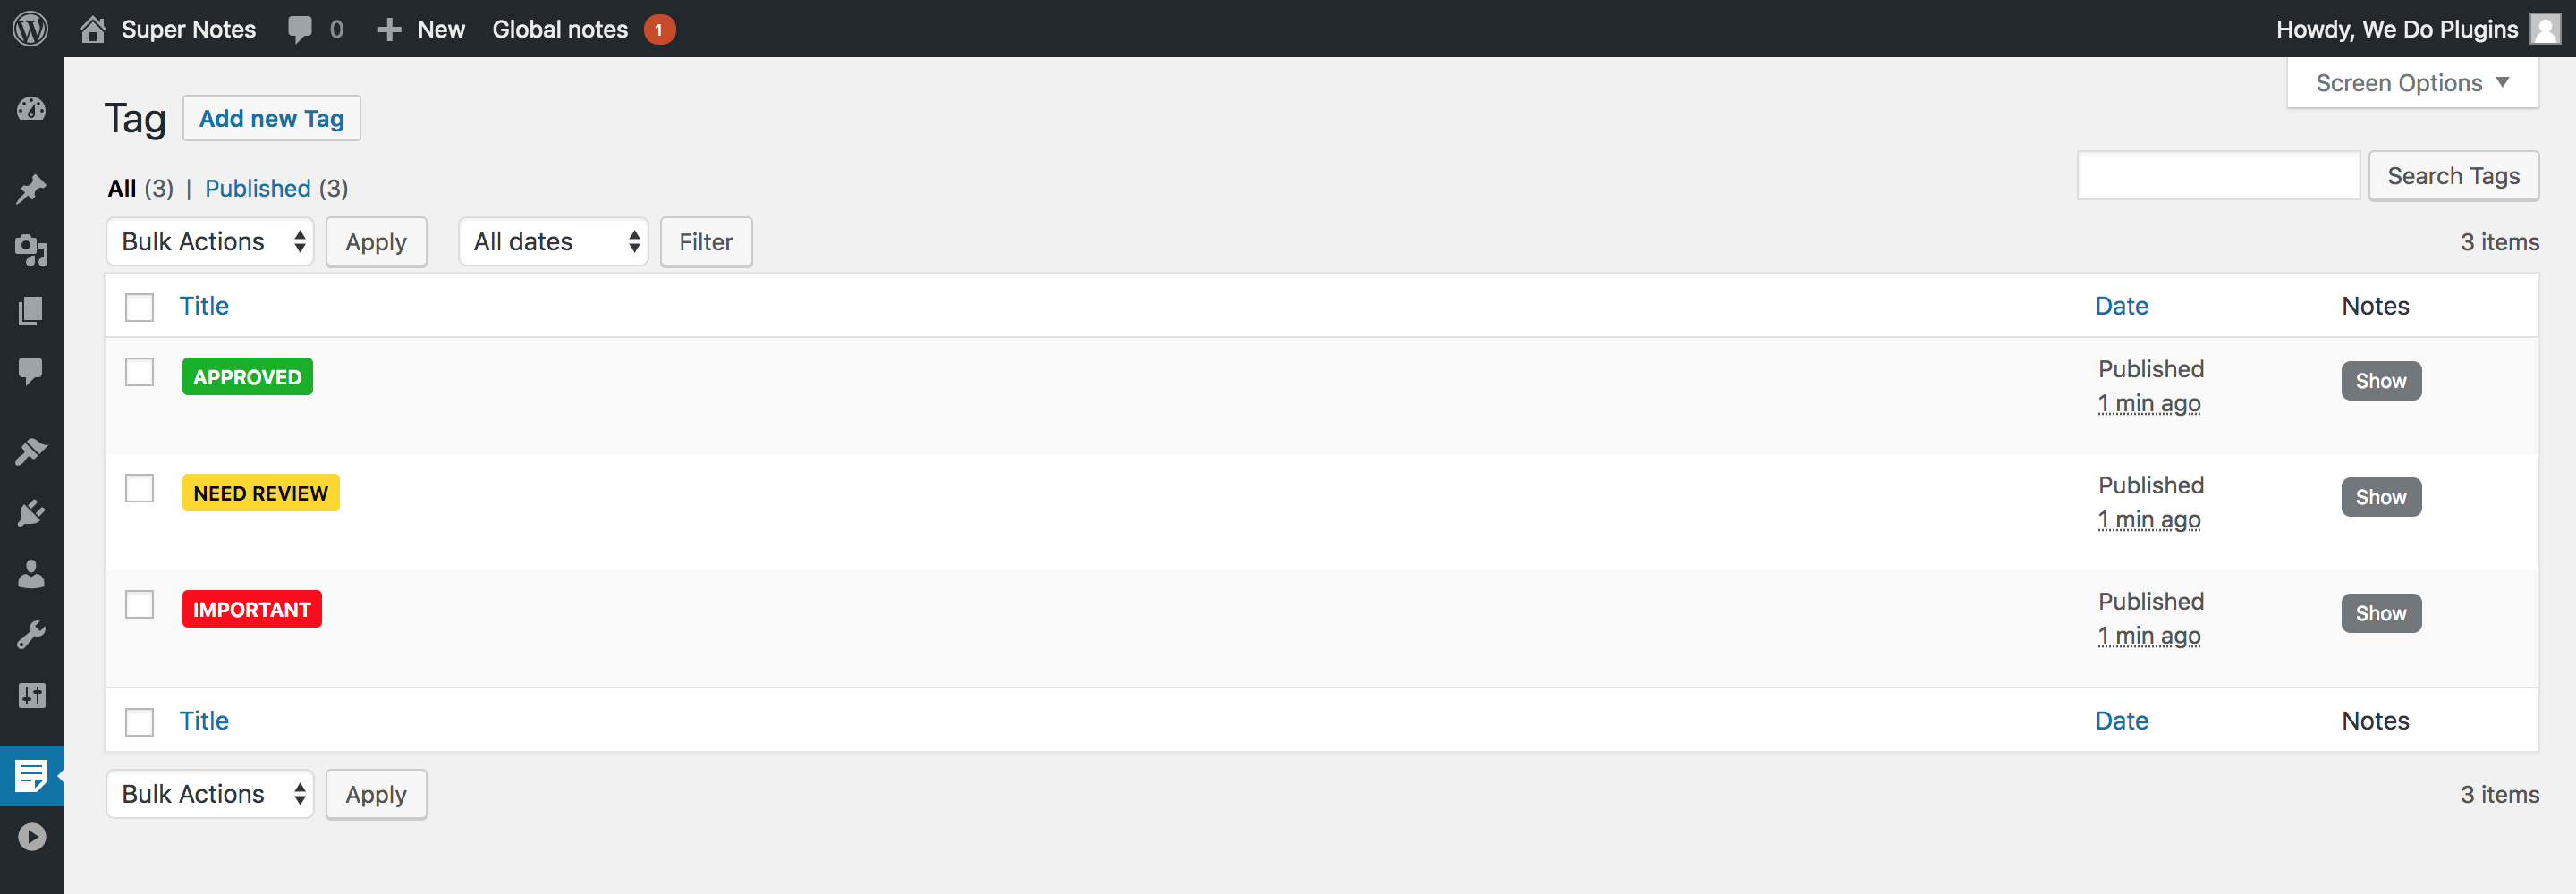 Super Notes 0 New Global notes 1 Howdy, We Do Plugins
Screen Options
Tag Add new Tag
All (3) | Published (3)
Search Tags
Bulk Actions Apply All dates Filter 3 items
Title Date Notes
APPROVED Published Show
1 min ago
NEED REVIEW Published Show
1 min ago
IMPORTANT Published Show
1 min ago
Title Date Notes
Bulk Actions Apply 3 items